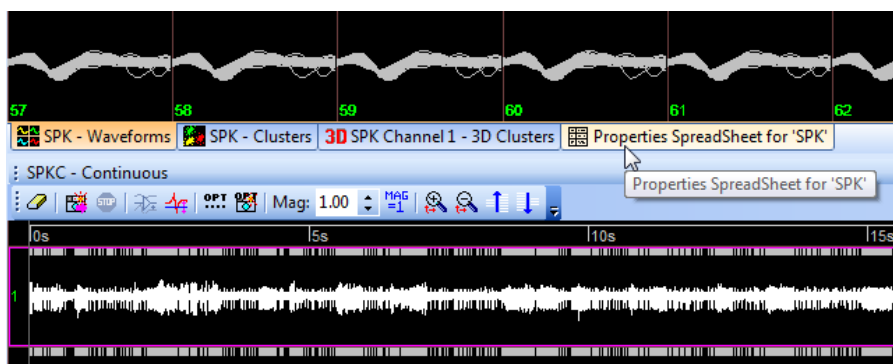 57 58 59 60 61 62
SPK - Waveforms SPK - Clusters 3D SPK Channel 1 - 3D Clusters Properties SpreadSheet for 'SPK'
SPKC - Continuous
Properties SpreadSheet for 'SPK'
STOP OPT OPT Mag: 1.00 MAG =1
0s 5s 10s 15s
1